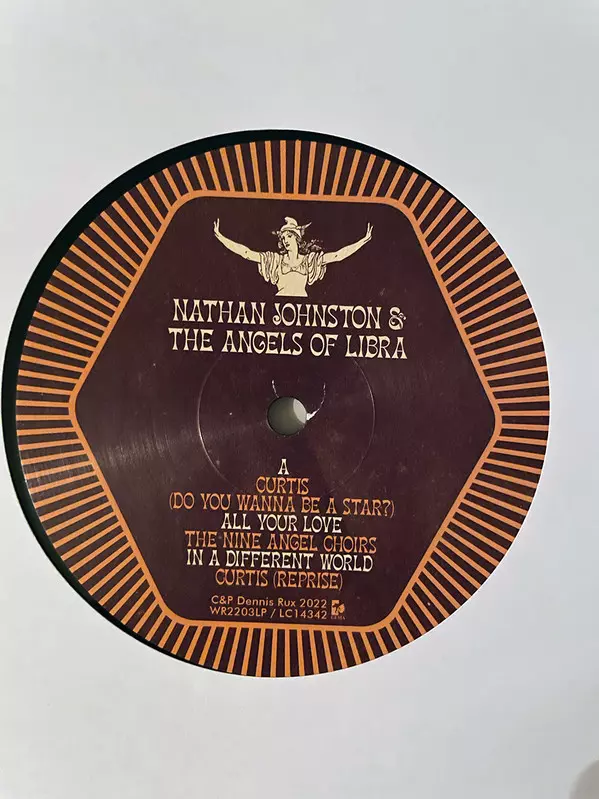 NATHAN JOHNSTON &
THE ANGELS OF LIBRA
A
CURTIS
(DO YOU WANNA BE A STAR?)
ALL YOUR LOVE
THE NINE ANGEL CHOIRS
IN A DIFFERENT WORLD
CURTIS (REPRISE)
C&P Dennis Rux 2022
WR2203LP / LC14342
GEMA